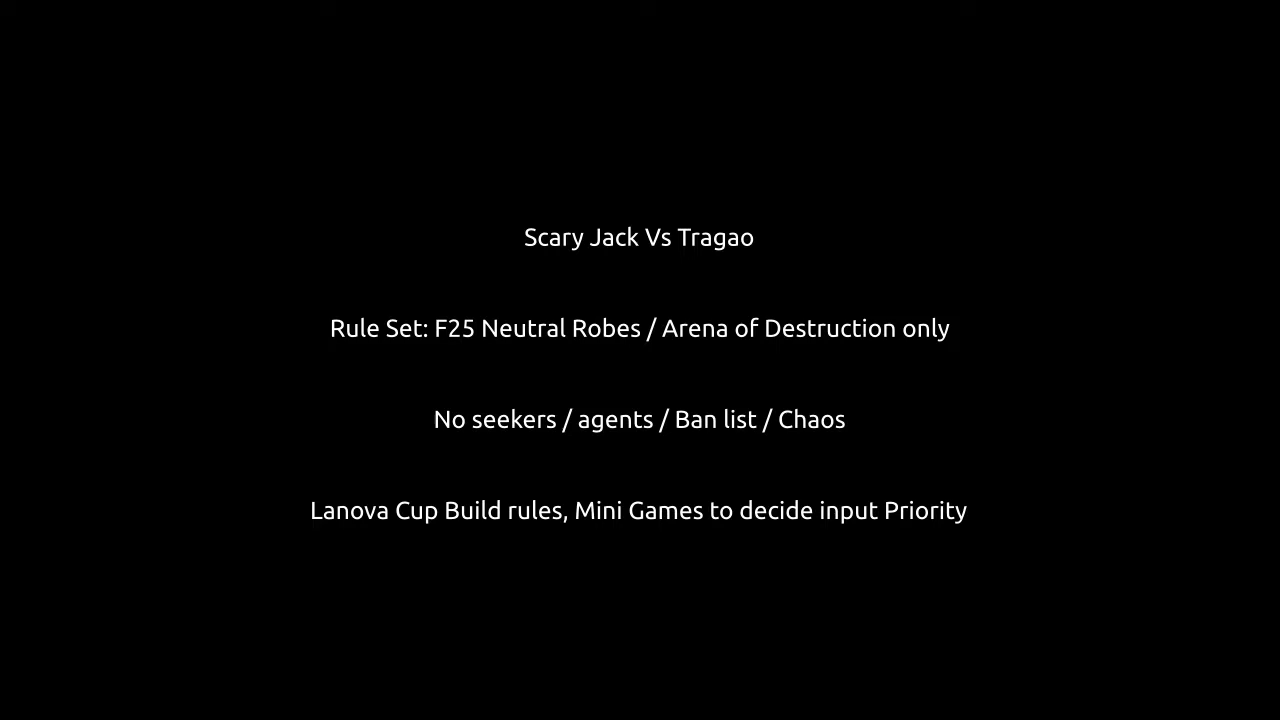 Scary Jack Vs Tragao
Rule Set: F25 Neutral Robes / Arena of Destruction only
No seekers / agents / Ban list / Chaos
Lanova Cup Build rules, Mini Games to decide input Priority